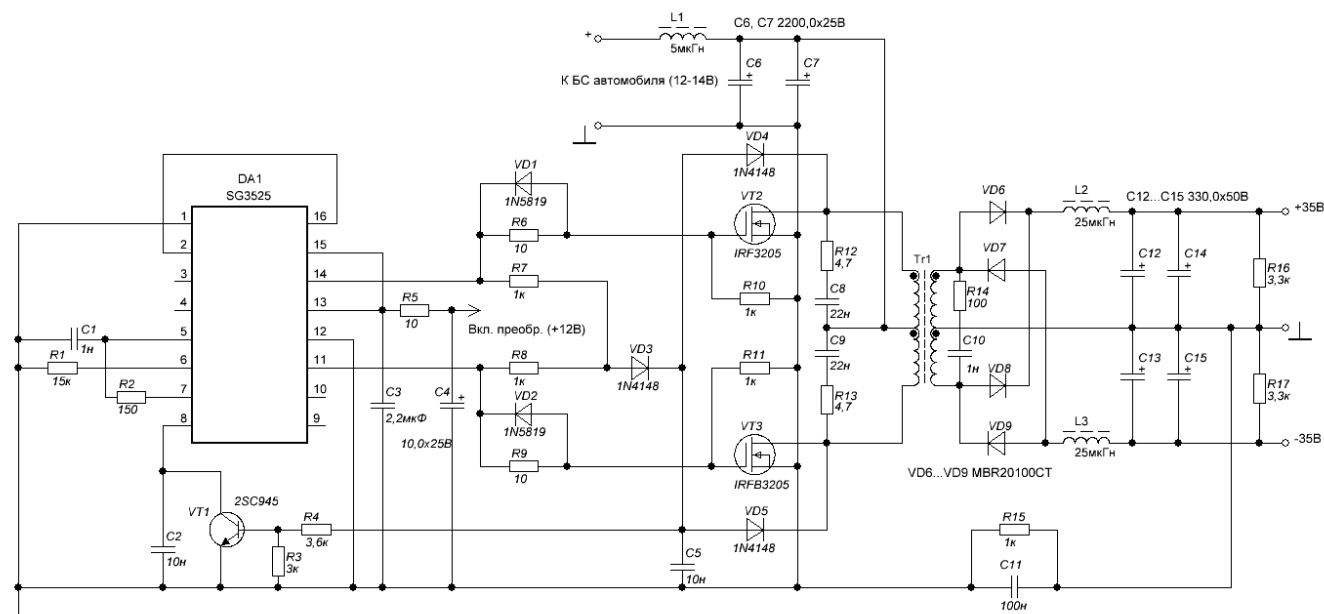 L1
5мкГн
+
С6, С7 2200,0x25В
C6
+
C7
+
К БС автомобиля (12-14В)
DA1
SG3525
1
2
3
4
5
6
7
8
16
15
14
13
12
11
10
9
VD1
1N5819
R6
10
R7
1к
R5
10
Вкл. преобр. (+12В)
R8
1к
VD2
1N5819
R9
10
VD3
1N4148
VD4
1N4148
VT2
IRF3205
R10
1к
R11
1к
VT3
IRFB3205
VD5
1N4148
R12
4,7
C8
22н
C9
22н
R13
4,7
Tr1
VD6
VD7
R14
100
C10
1н
VD8
VD9
VD6...VD9 MBR20100CT
L2
25мкГн
L3
25мкГн
C12...C15 330,0x50В
C12
+
C14
+
C13
+
C15
+
R16
3,3к
R17
3,3к
+35В
-35В
C1
1н
R1
15к
R2
150
C3
2,2мкФ
C4
+
10,0x25В
2SC945
VT1
C2
10н
R4
3,6к
R3
3к
C5
10н
R15
1к
C11
100н